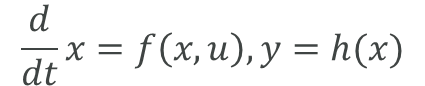 d/dt x = f(x, u), y = h(x)